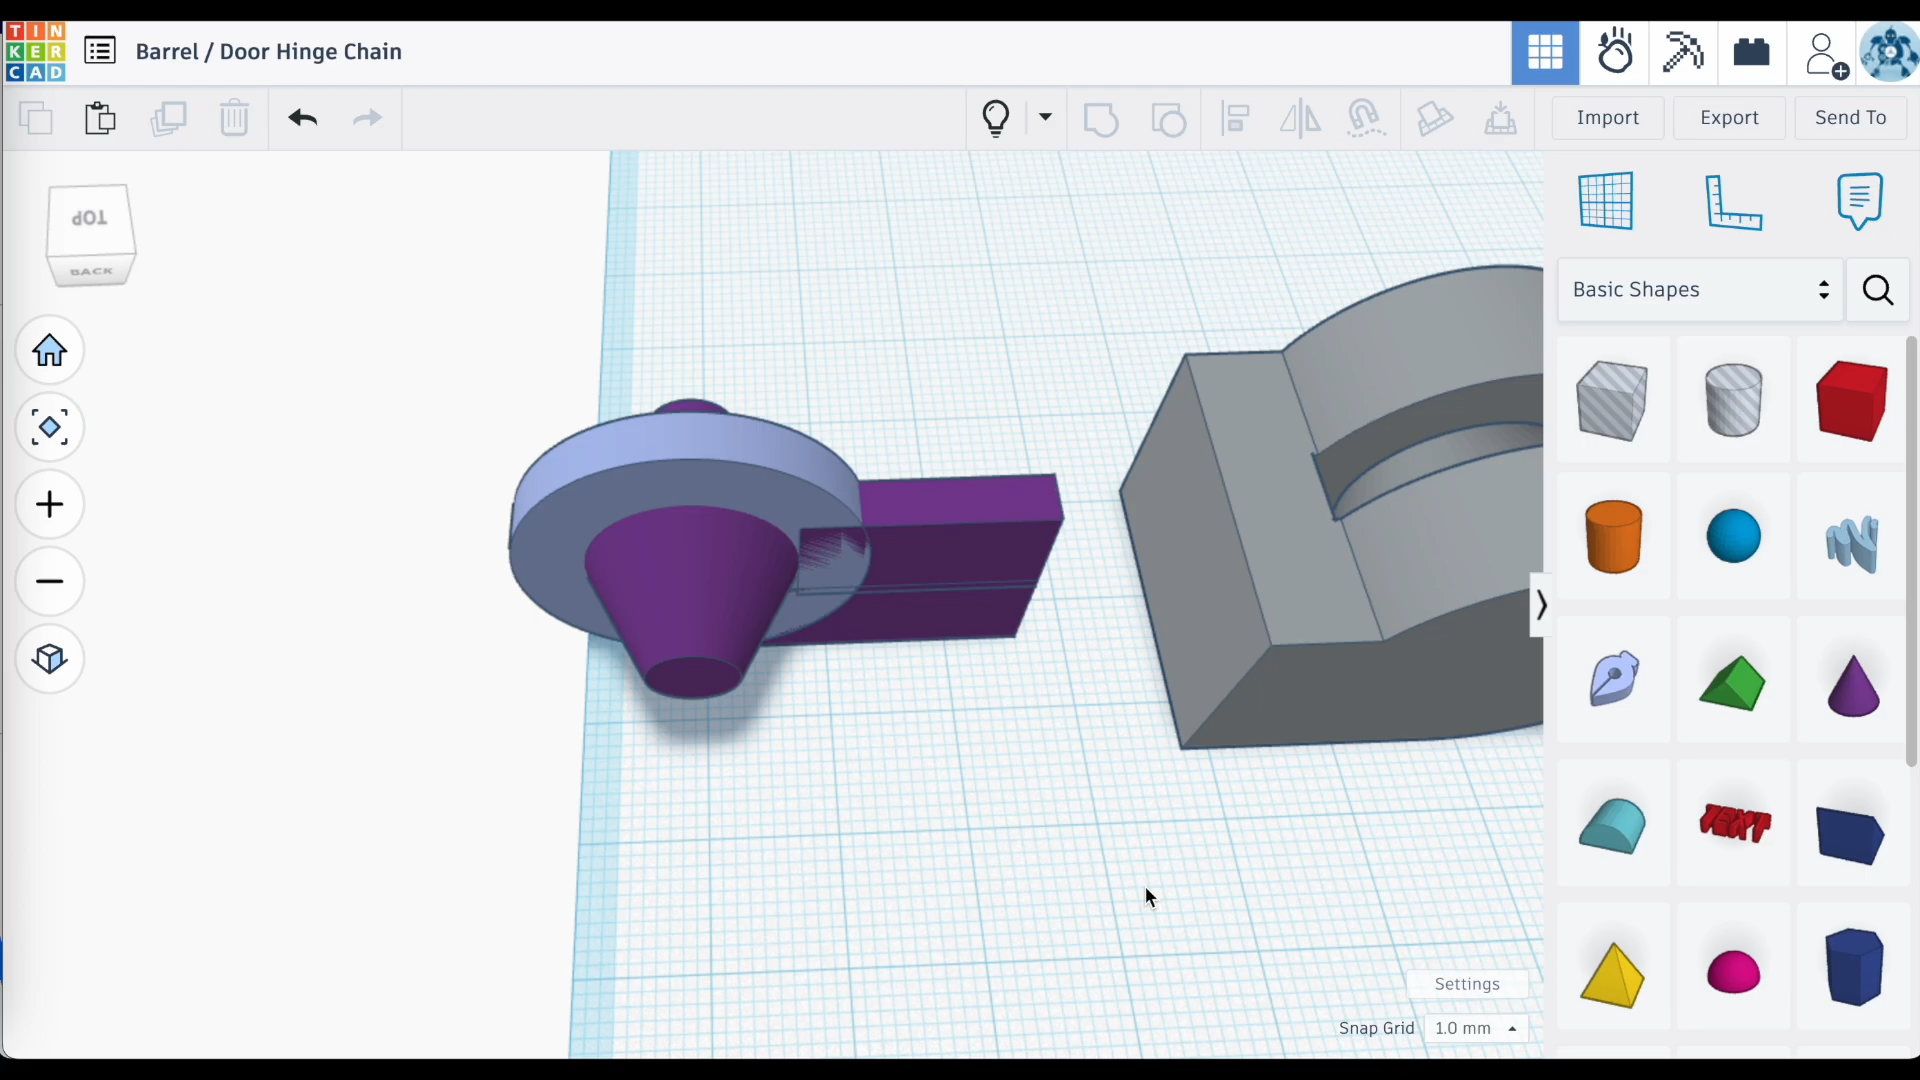 TIN
KER
CAD
Barrel / Door Hinge Chain
Import
Export
Send To
TOP
BACK
Basic Shapes
TEXT
Settings
Snap Grid
1.0 mm